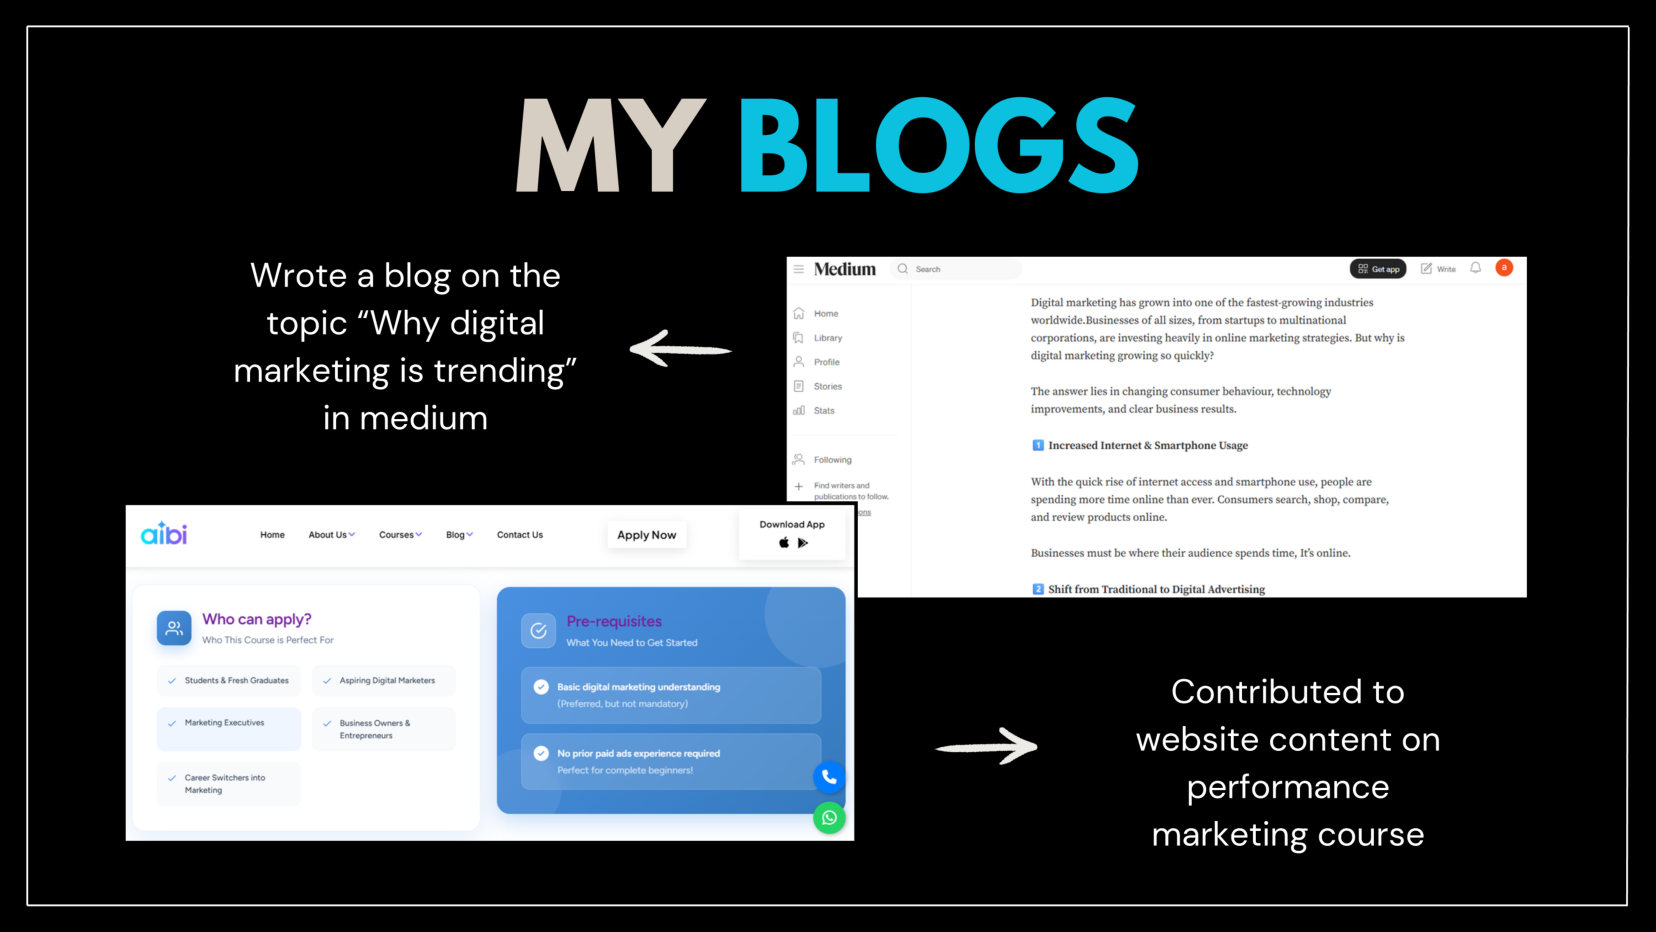 MY BLOGS
Wrote a blog on the
topic “Why digital
marketing is trending”
in medium
Medium
Search
Get app
Write
a
Home
Library
Profile
Stories
Stats
Following
Find writers and
publications to follow.
Digital marketing has grown into one of the fastest-growing industries
worldwide.Businesses of all sizes, from startups to multinational
corporations, are investing heavily in online marketing strategies. But why is
digital marketing growing so quickly?
The answer lies in changing consumer behaviour, technology
improvements, and clear business results.
1 Increased Internet & Smartphone Usage
With the quick rise of internet access and smartphone use, people are
spending more time online than ever. Consumers search, shop, compare,
and review products online.
Businesses must be where their audience spends time, It’s online.
2 Shift from Traditional to Digital Advertising
aibi
Home
About Us
Courses
Blog
Contact Us
Apply Now
Download App
Who can apply?
Who This Course is Perfect For
Students & Fresh Graduates
Aspiring Digital Marketers
Marketing Executives
Business Owners &
Entrepreneurs
Career Switchers into
Marketing
Pre-requisites
What You Need to Get Started
Basic digital marketing understanding
(Preferred, but not mandatory)
No prior paid ads experience required
Perfect for complete beginners!
Contributed to
website content on
performance
marketing course